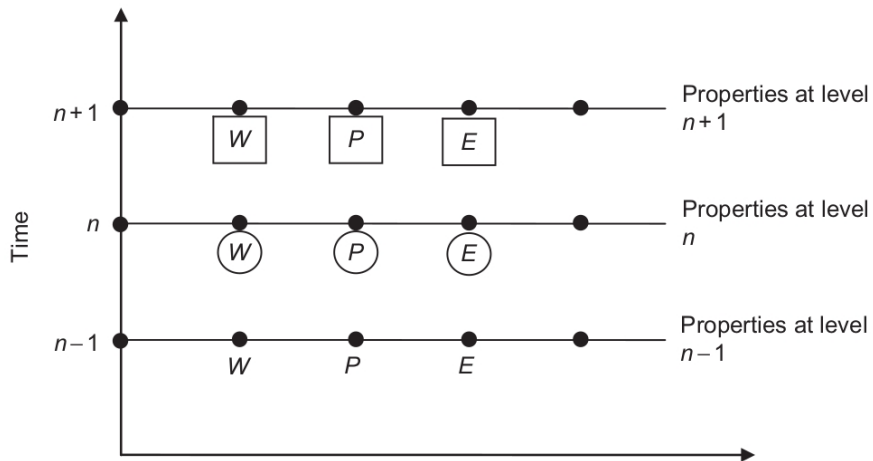 n+1
W
P
E
Properties at level
n+1
Time
n
W
P
E
Properties at level
n
n−1
W
P
E
Properties at level
n−1